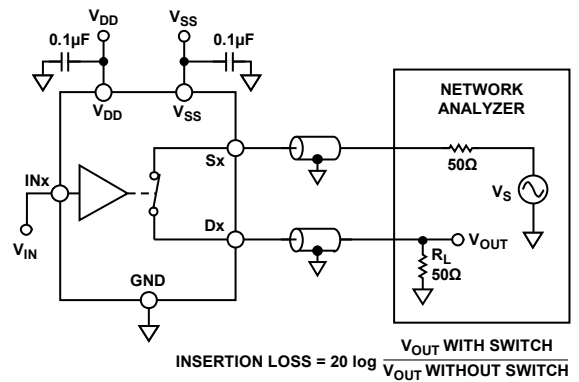 VDD
VSS
0.1µF
0.1µF
VDD
VSS
NETWORK
ANALYZER
Sx
50Ω
VS
INx
VIN
Dx
VOUT
RL
50Ω
GND
INSERTION LOSS = 20 log VOUT WITH SWITCH
VOUT WITHOUT SWITCH